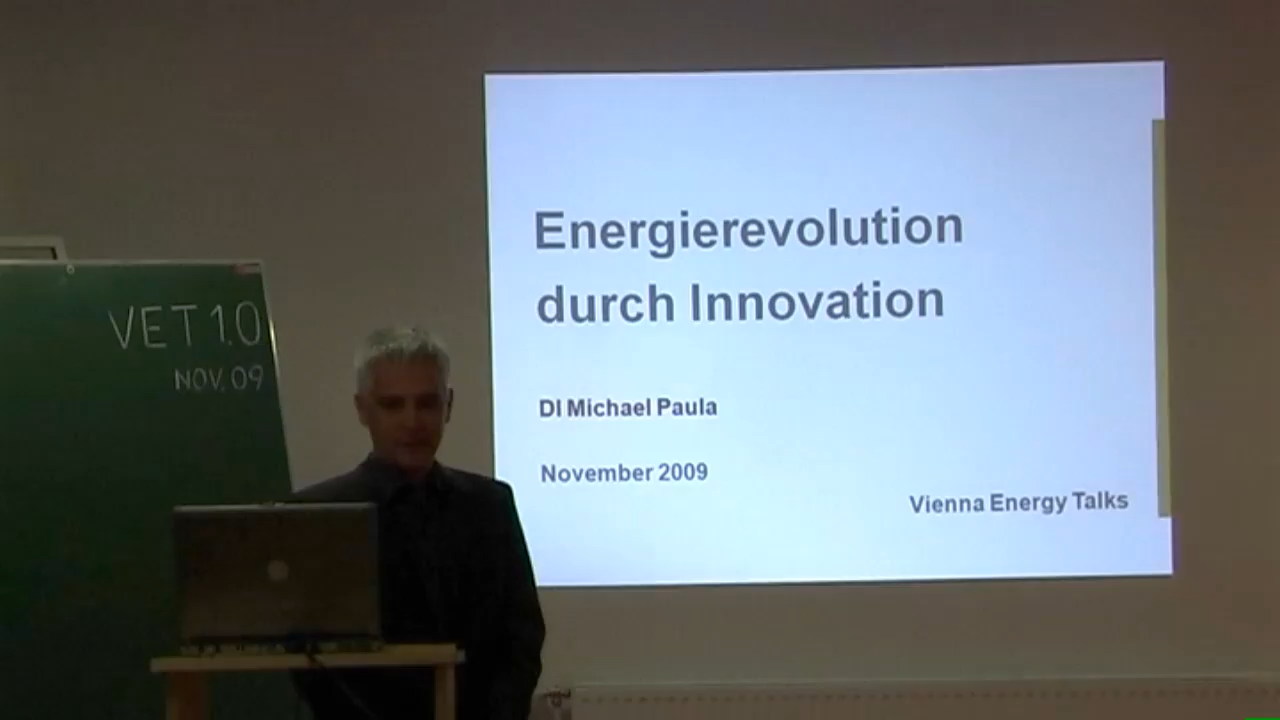 VET 1.0
NOV. 09
Energierevolution
durch Innovation
DI Michael Paula
November 2009
Vienna Energy Talks